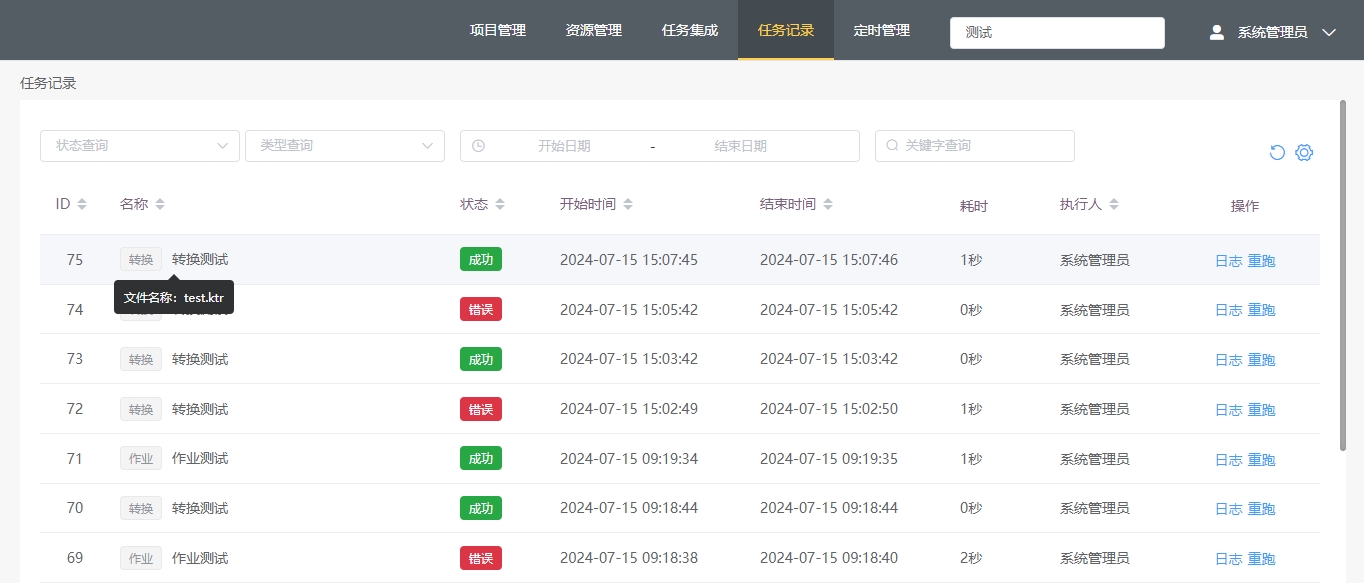 项目管理 资源管理 任务集成 任务记录 定时管理 测试 系统管理员
任务记录
状态查询 类型查询 开始日期 - 结束日期 关键字查询
ID 名称 状态 开始时间 结束时间 耗时 执行人 操作
75 转换 转换测试 成功 2024-07-15 15:07:45 2024-07-15 15:07:46 1秒 系统管理员 日志 重跑
文件名称：test.ktr
74 错误 2024-07-15 15:05:42 2024-07-15 15:05:42 0秒 系统管理员 日志 重跑
73 转换 转换测试 成功 2024-07-15 15:03:42 2024-07-15 15:03:42 0秒 系统管理员 日志 重跑
72 转换 转换测试 错误 2024-07-15 15:02:49 2024-07-15 15:02:50 1秒 系统管理员 日志 重跑
71 作业 作业测试 成功 2024-07-15 09:19:34 2024-07-15 09:19:35 1秒 系统管理员 日志 重跑
70 转换 转换测试 成功 2024-07-15 09:18:44 2024-07-15 09:18:44 0秒 系统管理员 日志 重跑
69 作业 作业测试 错误 2024-07-15 09:18:38 2024-07-15 09:18:40 2秒 系统管理员 日志 重跑